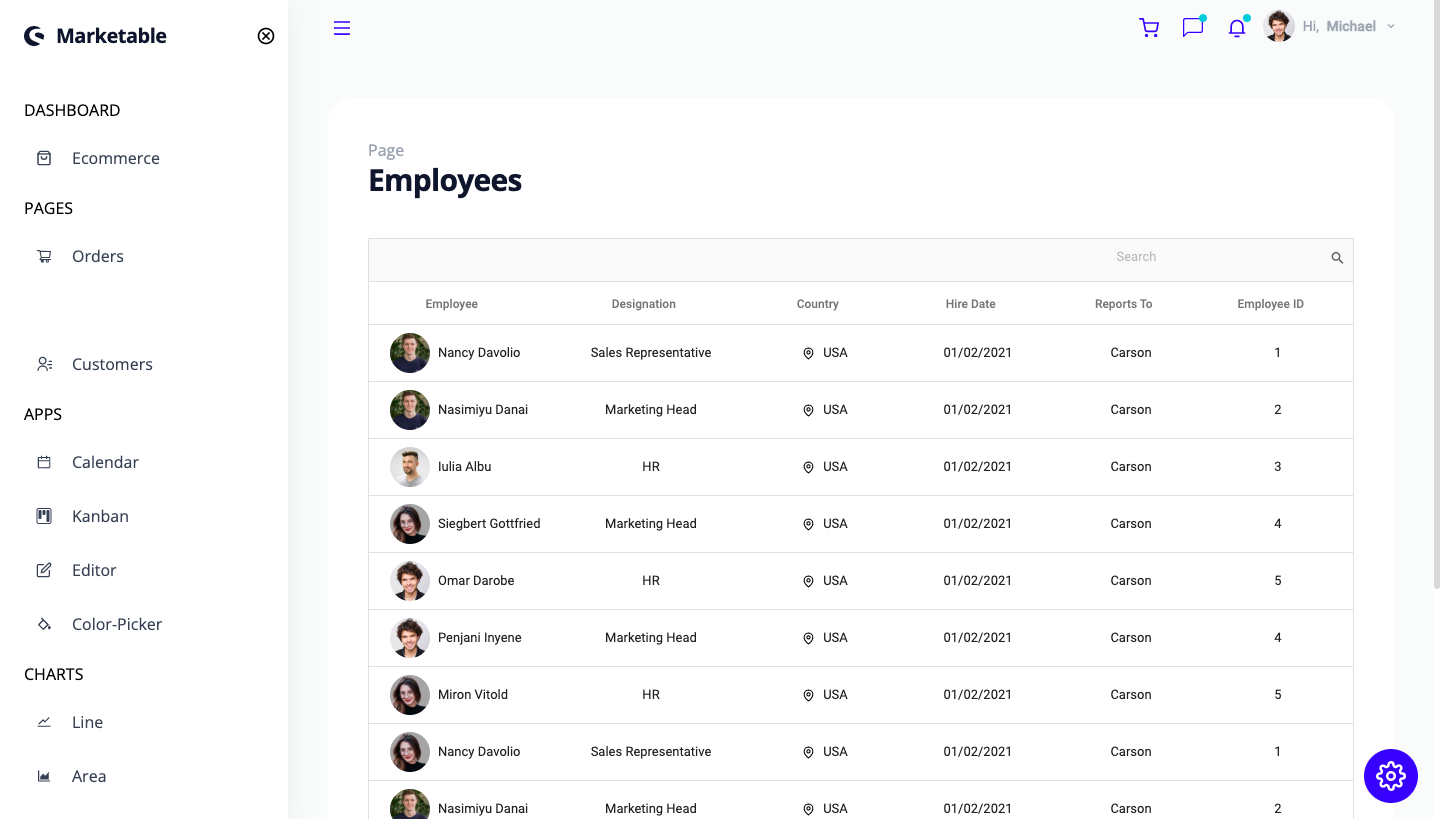 Marketable
Hi, Michael
DASHBOARD
Ecommerce
PAGES
Orders
Customers
APPS
Calendar
Kanban
Editor
Color-Picker
CHARTS
Line
Area
Page
Employees
Search
Employee Designation Country Hire Date Reports To Employee ID
Nancy Davolio Sales Representative USA 01/02/2021 Carson 1
Nasimiyu Danai Marketing Head USA 01/02/2021 Carson 2
Iulia Albu HR USA 01/02/2021 Carson 3
Siegbert Gottfried Marketing Head USA 01/02/2021 Carson 4
Omar Darobe HR USA 01/02/2021 Carson 5
Penjani Inyene Marketing Head USA 01/02/2021 Carson 4
Miron Vitold HR USA 01/02/2021 Carson 5
Nancy Davolio Sales Representative USA 01/02/2021 Carson 1
Nasimiyu Danai Marketing Head USA 01/02/2021 Carson 2